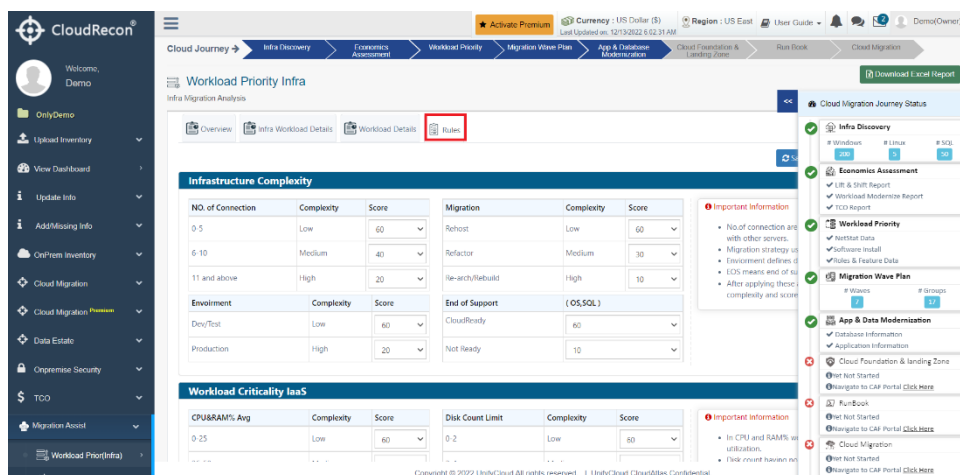 CloudRecon®
Activate Premium
Currency : US Dollar ($)
Last Updated on: 12/13/2022 6:02:31 AM
Region : US East
User Guide
Demo(Owner)
Cloud Journey
Infra Discovery
Economics Assessment
Workload Priority
Migration Wave Plan
App & Database Modernization
Cloud Foundation & Landing Zone
Run Book
Cloud Migration
Welcome,
Demo
OnlyDemo
Upload Inventory
View Dashboard
Update Info
Add/Missing Info
OnPrem Inventory
Cloud Migration
Cloud Migration Premium
Data Estate
Onpremise Security
TCO
Migration Assist
Workload Prior(Infra)
Workload Priority Infra
Infra Migration Analysis
Download Excel Report
<<
Overview
Infra Workload Details
Workload Details
Rules
Infrastructure Complexity
NO. of Connection Complexity Score
0-5 Low 60
6-10 Medium 40
11 and above High 20
Migration Complexity Score
Rehost Low 60
Refactor Medium 30
Re-arch/Rebuild High 10
Important Information
No.of connection are
with other servers.
Migration strategy us
Enviorment defines d
EOS means end of su
After applying these
complexity and score
Envoirment Complexity Score
Dev/Test Low 60
Production High 20
End of Support ( OS,SQL )
CloudReady 60
Not Ready 10
Workload Criticality IaaS
CPU&RAM% Avg Complexity Score
0-25 Low 60
Disk Count Limit Complexity Score
0-2 Low 60
Important Information
In CPU and RAM% w
utilization.
Disk count having no
Cloud Migration Journey Status
Infra Discovery
# Windows # Linux # SQL
200 5 50
Economics Assessment
Lift & Shift Report
Workload Modernize Report
TCO Report
Workload Priority
NetStat Data
Software Install
Roles & Feature Data
Migration Wave Plan
# Waves # Groups
7 17
App & Data Modernization
Database Information
Application Information
Cloud Foundation & landing Zone
Yet Not Started
Navigate to CAF Portal Click Here
RunBook
Yet Not Started
Navigate to CAF Portal Click Here
Cloud Migration
Yet Not Started
Navigate to CAF Portal Click Here
Copyright © 2022 UnifyCloud All rights reserved. | UnifyCloud CloudAtlas Confidential